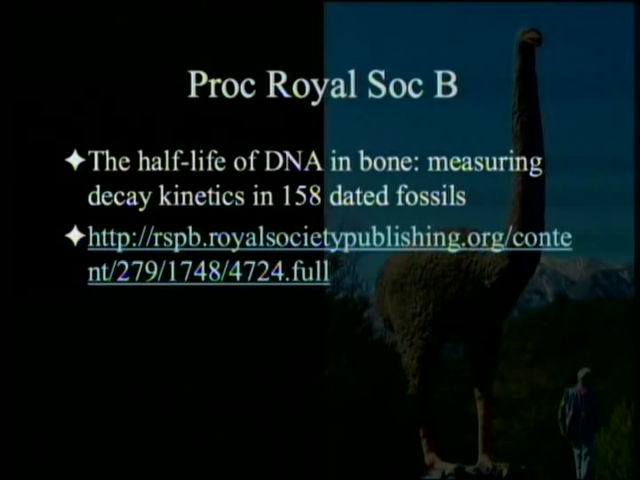 Proc Royal Soc B
The half-life of DNA in bone: measuring
decay kinetics in 158 dated fossils
http://rspb.royalsocietypublishing.org/conte
nt/279/1748/4724.full